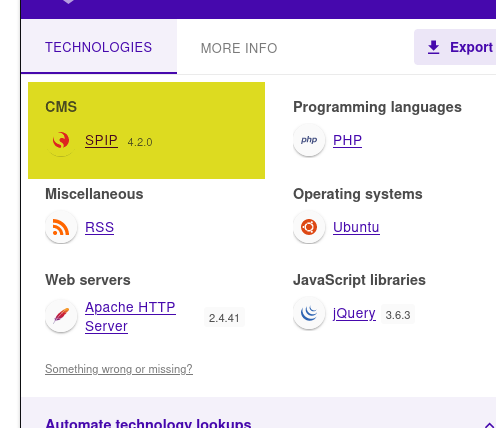 TECHNOLOGIES
MORE INFO
Export
CMS
SPIP 4.2.0
Programming languages
php PHP
Miscellaneous
RSS
Operating systems
Ubuntu
Web servers
Apache HTTP
Server 2.4.41
JavaScript libraries
jQuery 3.6.3
Something wrong or missing?
Automate technology lookups